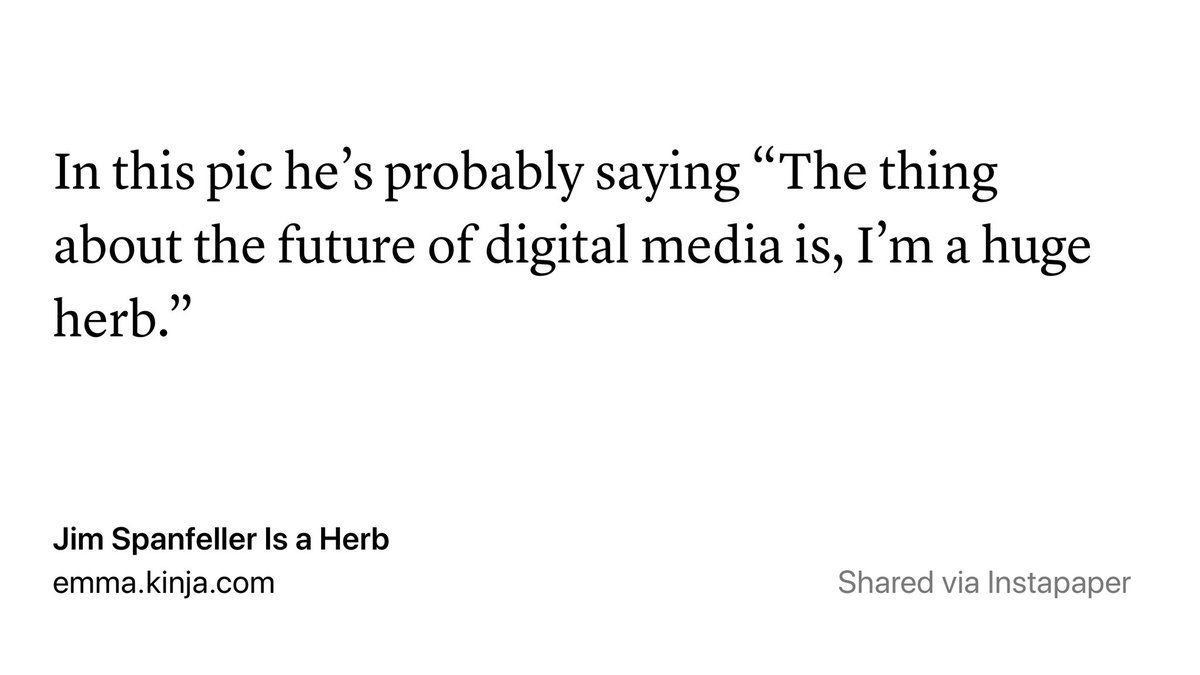 In this pic he’s probably saying “The thing
about the future of digital media is, I’m a huge
herb.”
Jim Spanfeller Is a Herb
emma.kinja.com
Shared via Instapaper